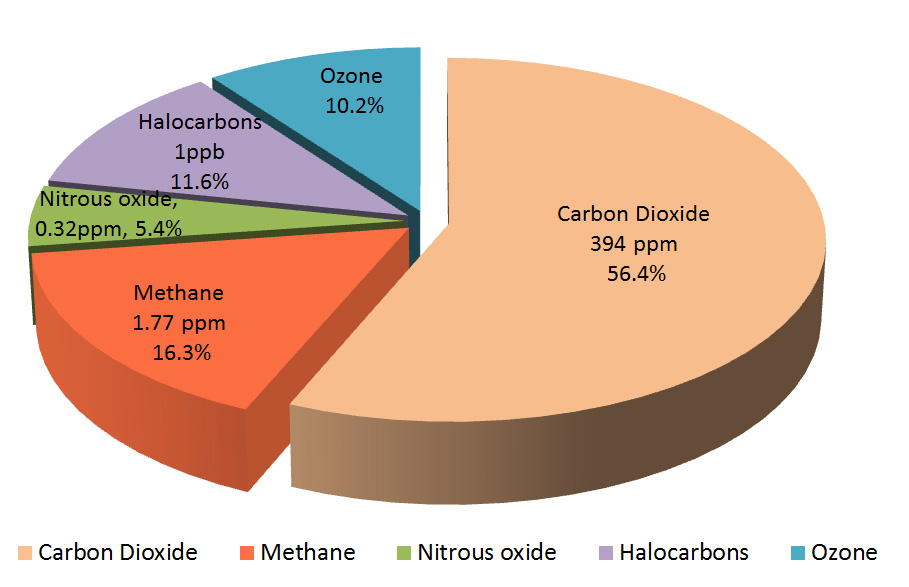 Ozone
10.2%
Halocarbons
1ppb
11.6%
Nitrous oxide,
0.32ppm, 5.4%
Carbon Dioxide
394 ppm
56.4%
Methane
1.77 ppm
16.3%
Carbon Dioxide
Methane
Nitrous oxide
Halocarbons
Ozone